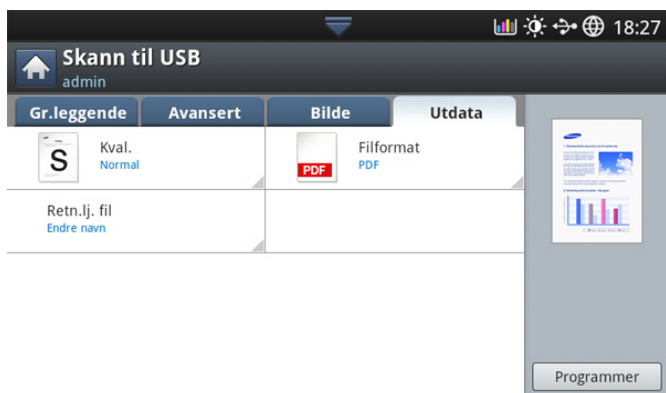 18:27
Skann til USB
admin
Gr.leggende
Avansert
Bilde
Utdata
S
Kval.
Normal
PDF
Filformat
PDF
Retn.lj. fil
Endre navn
Programmer